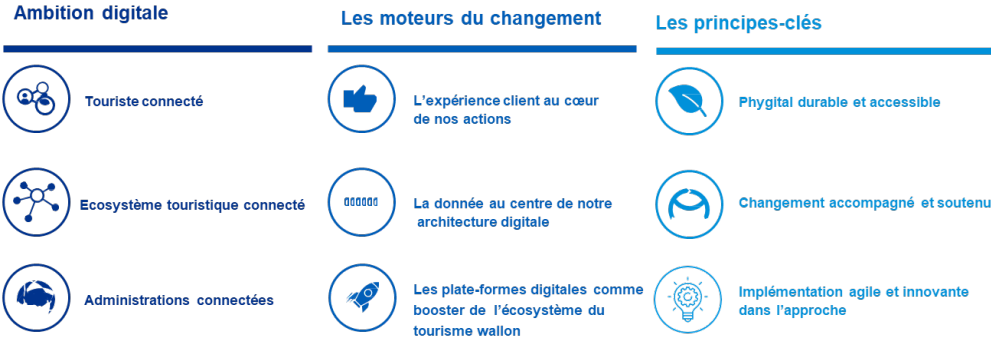 Ambition digitale
Touriste connecté
Ecosystème touristique connecté
Administrations connectées
Les moteurs du changement
L'expérience client au cœur
de nos actions
La donnée au centre de notre
architecture digitale
Les plate-formes digitales comme
booster de l'écosystème du
tourisme wallon
Les principes-clés
Phygital durable et accessible
Changement accompagné et soutenu
Implémentation agile et innovante
dans l'approche